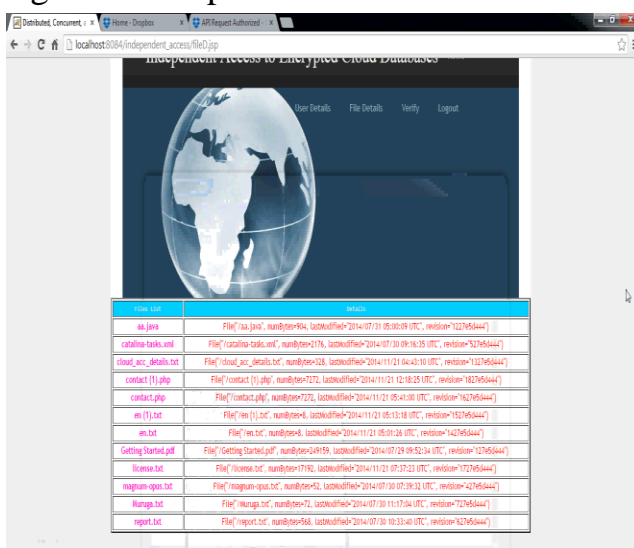 Distributed, Concurrent, a
Home - Dropbox
API Request Authorized -
localhost:8084/independent_access/fileD.jsp
Independent Access to Encrypted Cloud Databases
User Details File Details Verify Logout
Files List Details
aa.java File("/aa.java", numBytes=904, lastModified="2014/07/31 05:00:09 UTC", revision="1227e5d444")
catalina-tasks.xml File("/catalina-tasks.xml", numBytes=2176, lastModified="2014/07/30 09:16:35 UTC", revision="527e5d444")
cloud_acc_details.txt File("/cloud_acc_details.txt", numBytes=328, lastModified="2014/11/21 04:43:10 UTC", revision="1327e5d444")
contact (1).php File("/contact (1).php", numBytes=7272, lastModified="2014/11/21 12:18:25 UTC", revision="1827e5d444")
contact.php File("/contact.php", numBytes=7272, lastModified="2014/11/21 05:41:00 UTC", revision="1627e5d444")
en (1).txt File("/en (1).txt", numBytes=8, lastModified="2014/11/21 05:13:18 UTC", revision="1527e5d444")
en.txt File("/en.txt", numBytes=8, lastModified="2014/11/21 05:01:26 UTC", revision="1427e5d444")
Getting Started.pdf File("/Getting Started.pdf", numBytes=249159, lastModified="2014/07/29 09:52:34 UTC", revision="127e5d444")
license.txt File("/license.txt", numBytes=17192, lastModified="2014/11/21 07:37:23 UTC", revision="1727e5d444")
magnum-opus.txt File("/magnum-opus.txt", numBytes=52, lastModified="2014/07/30 07:39:32 UTC", revision="427e5d444")
Muruga.txt File("/Muruga.txt", numBytes=72, lastModified="2014/07/30 11:17:04 UTC", revision="727e5d444")
report.txt File("/report.txt", numBytes=568, lastModified="2014/07/30 10:33:40 UTC", revision="627e5d444")